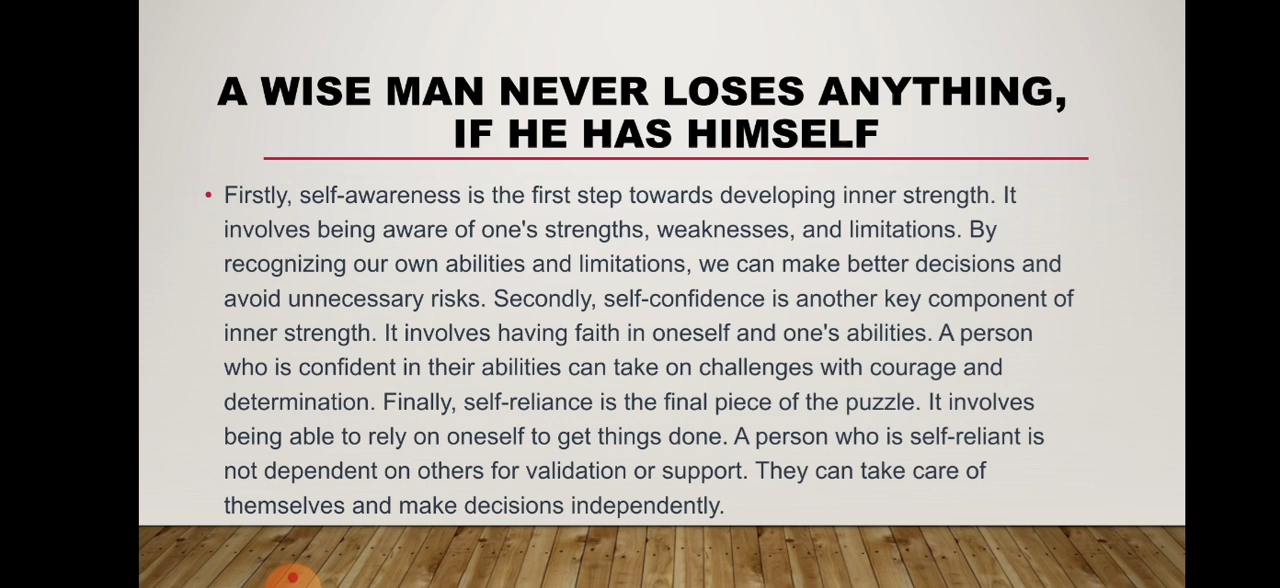 A WISE MAN NEVER LOSES ANYTHING,
IF HE HAS HIMSELF
• Firstly, self-awareness is the first step towards developing inner strength. It
involves being aware of one's strengths, weaknesses, and limitations. By
recognizing our own abilities and limitations, we can make better decisions and
avoid unnecessary risks. Secondly, self-confidence is another key component of
inner strength. It involves having faith in oneself and one's abilities. A person
who is confident in their abilities can take on challenges with courage and
determination. Finally, self-reliance is the final piece of the puzzle. It involves
being able to rely on oneself to get things done. A person who is self-reliant is
not dependent on others for validation or support. They can take care of
themselves and make decisions independently.